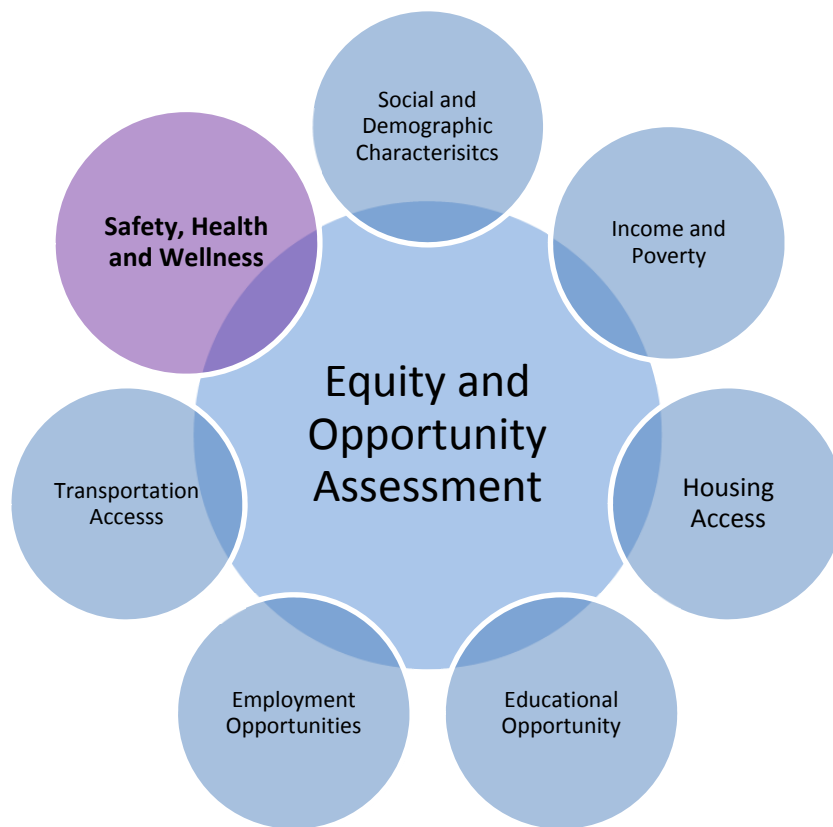 Social and
Demographic
Characterisitcs
Income and
Poverty
Housing
Access
Educational
Opportunity
Employment
Opportunities
Transportation
Accesss
Safety, Health
and Wellness
Equity and
Opportunity
Assessment